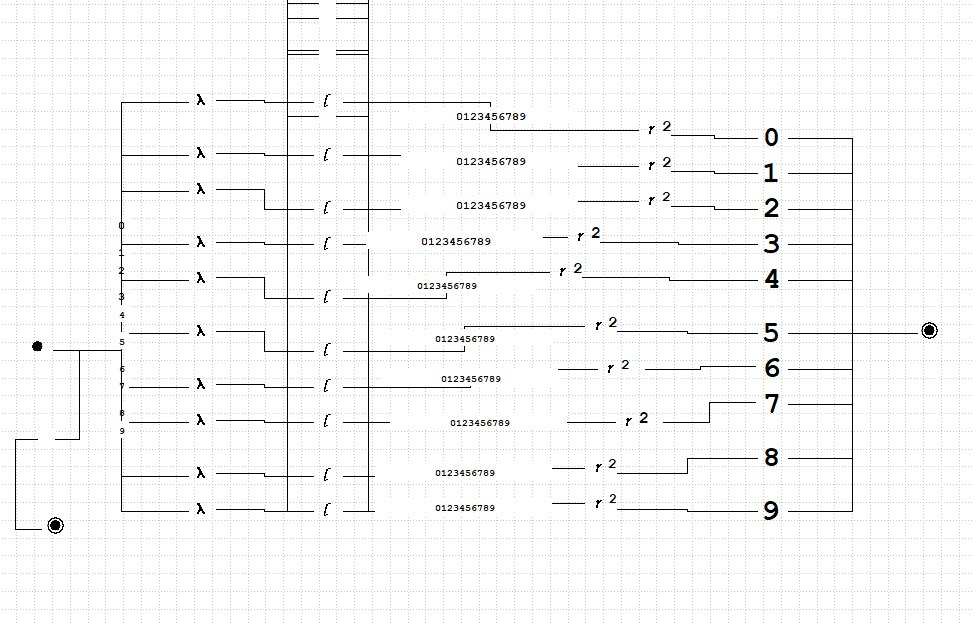 λ ℓ 0123456789 r 2 0
λ ℓ 0123456789 r 2 1
λ ℓ 0123456789 r 2 2
0
λ ℓ 0123456789 r 2 3
1
2
λ ℓ 0123456789 r 2 4
3
4
λ ℓ 0123456789 r 2 5
5
6
λ ℓ 0123456789 r 2 6
7
8
λ ℓ 0123456789 r 2 7
9
λ ℓ 0123456789 r 2 8
λ ℓ 0123456789 r 2 9